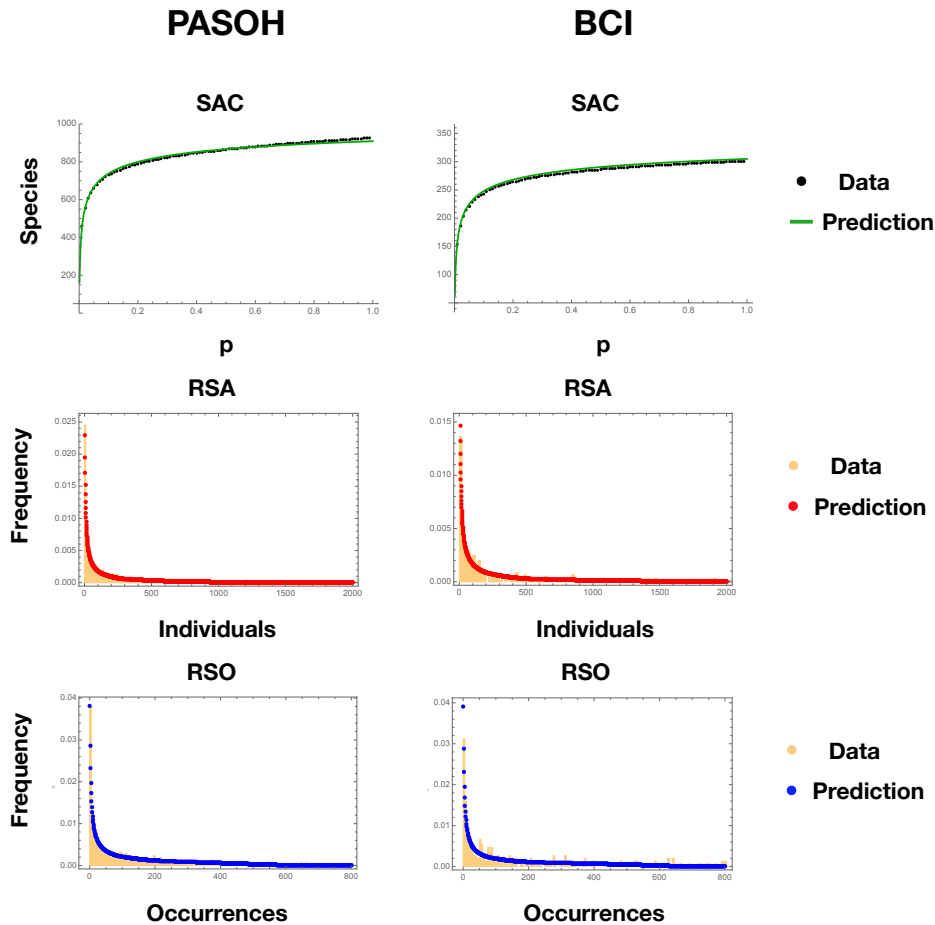 PASOH BCI
SAC SAC
Species
1000
800
600
400
200
0.2 0.4 0.6 0.8 1.0
p
350
300
250
200
150
100
0.2 0.4 0.6 0.8 1.0
p
Data
Prediction
RSA RSA
Frequency
0.025
0.020
0.015
0.010
0.005
0.000
0 500 1000 1500 2000
Individuals
0.015
0.010
0.005
0.000
0 500 1000 1500 2000
Individuals
Data
Prediction
RSO RSO
Frequency
0.04
0.03
0.02
0.01
0.00
0 200 400 600 800
Occurrences
0.04
0.03
0.02
0.01
0.00
0 200 400 600 800
Occurrences
Data
Prediction